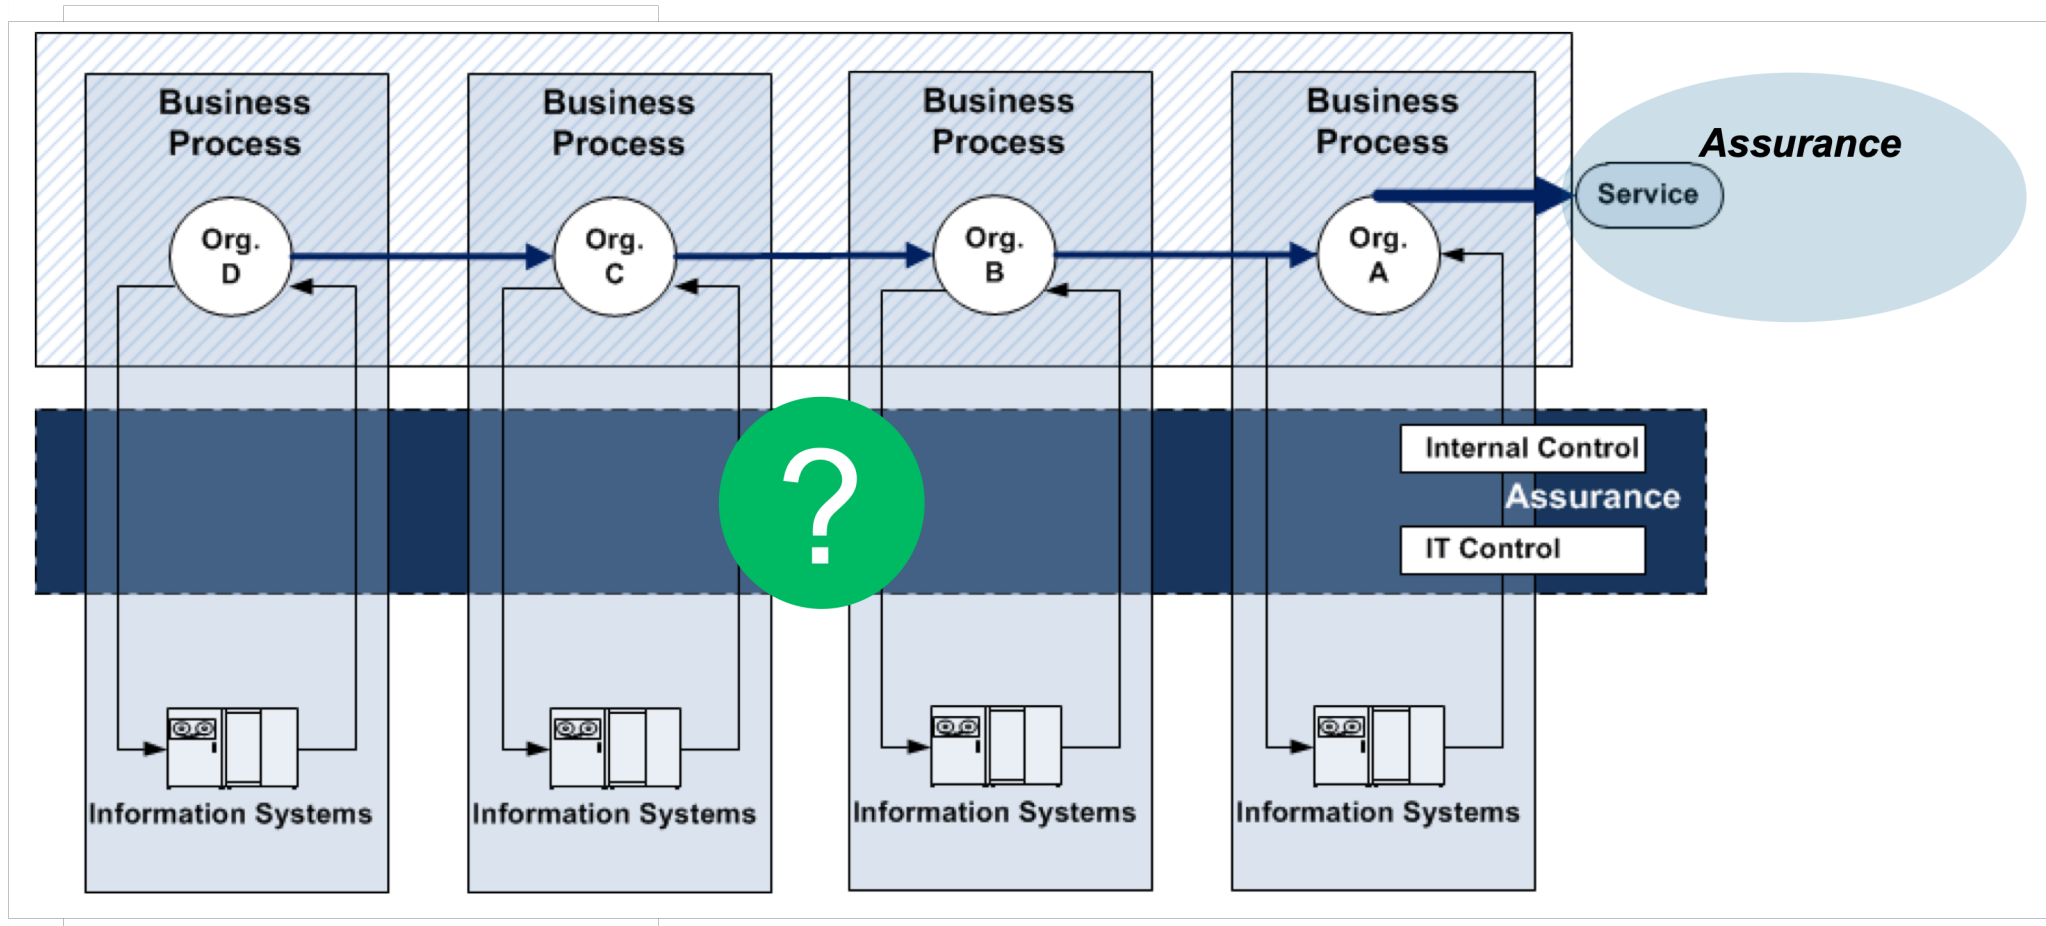 Business
Process
Business
Process
Business
Process
Business
Process
Assurance
Service
Org.
D
Org.
C
Org.
B
Org.
A
?
Internal Control
Assurance
IT Control
Information Systems
Information Systems
Information Systems
Information Systems